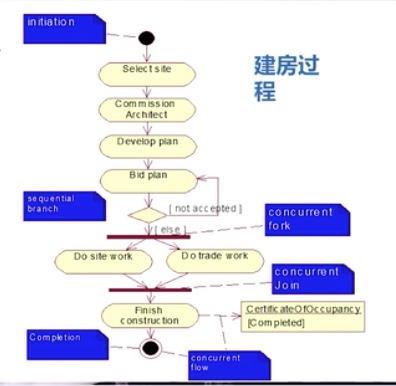 initiation
建房过
程
Select site
Commission
Architect
Develop plan
Bid plan
sequential
branch
[ not accepted ]
[ else ]
concurrent
fork
Do site work
Do trade work
concurrent
Join
Finish
construction
CertificateOfOccupancy
[Completed]
Completion
concurrent
flow